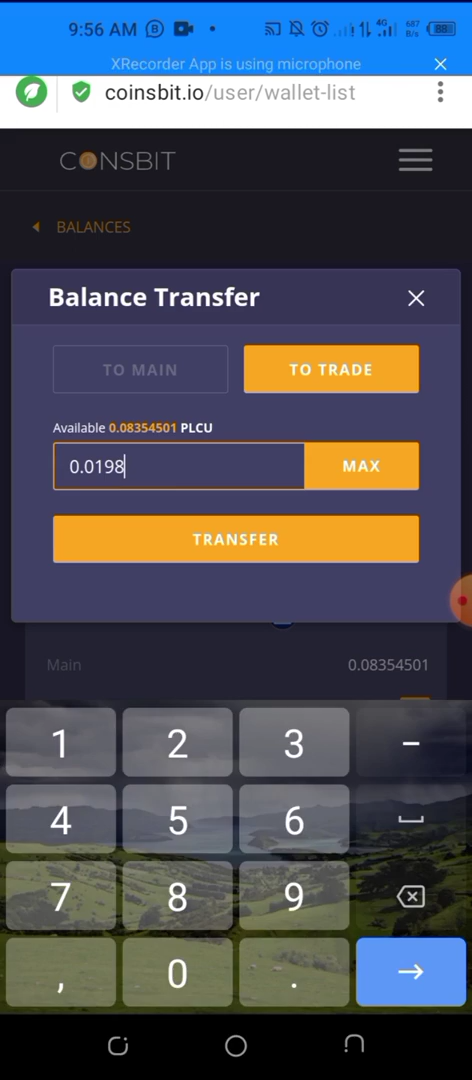 9:56 AM
4G
687 B/s
88
XRecorder App is using microphone
coinsbit.io/user/wallet-list
COINSBIT
BALANCES
Balance Transfer
TO MAIN
TO TRADE
Available 0.08354501 PLCU
0.0198
MAX
TRANSFER
Main
0.08354501
1 2 3 -
4 5 6
7 8 9
, 0 .